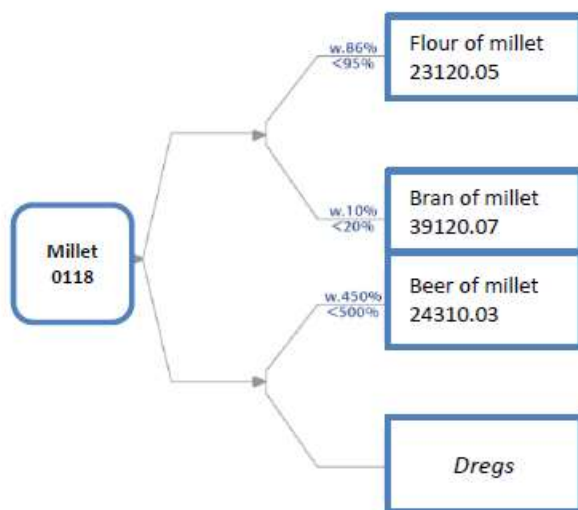 Millet
0118
w.86%
<95%
Flour of millet
23120.05
w.10%
<20%
Bran of millet
39120.07
w.450%
<500%
Beer of millet
24310.03
Dregs